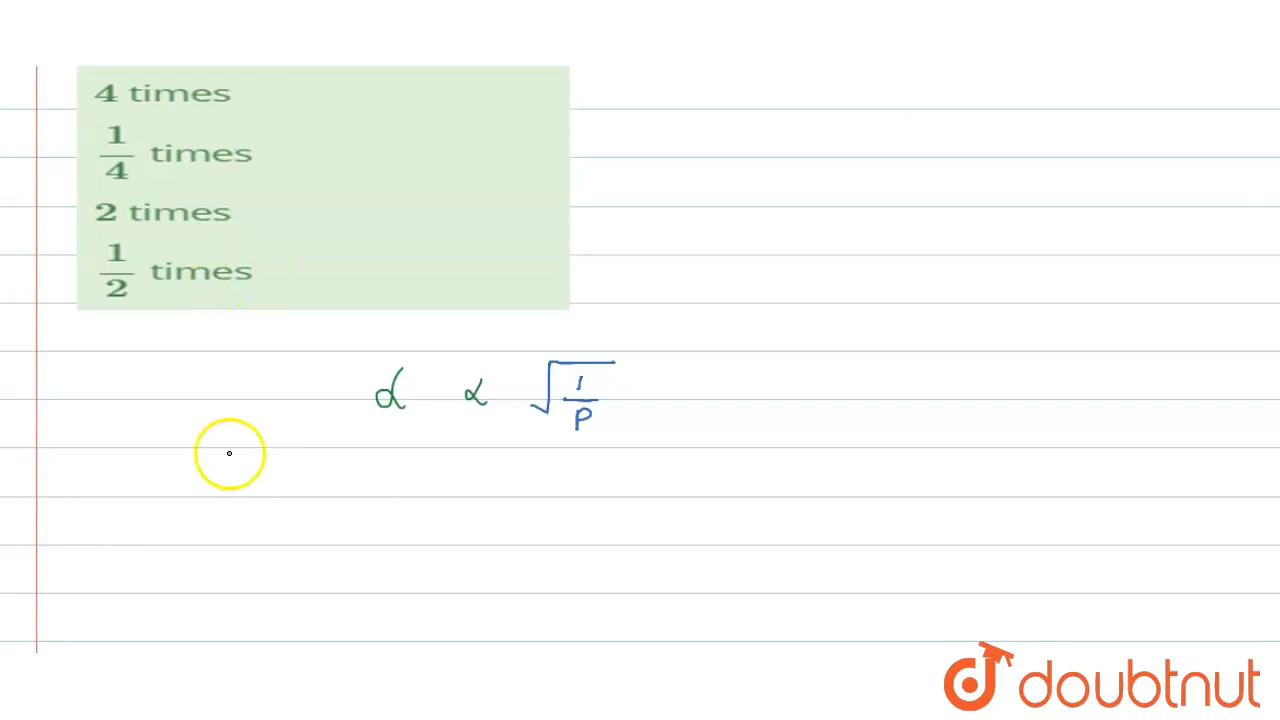 4 times
1/4 times
2 times
1/2 times
d ∝ √(1/P)
doubtnut